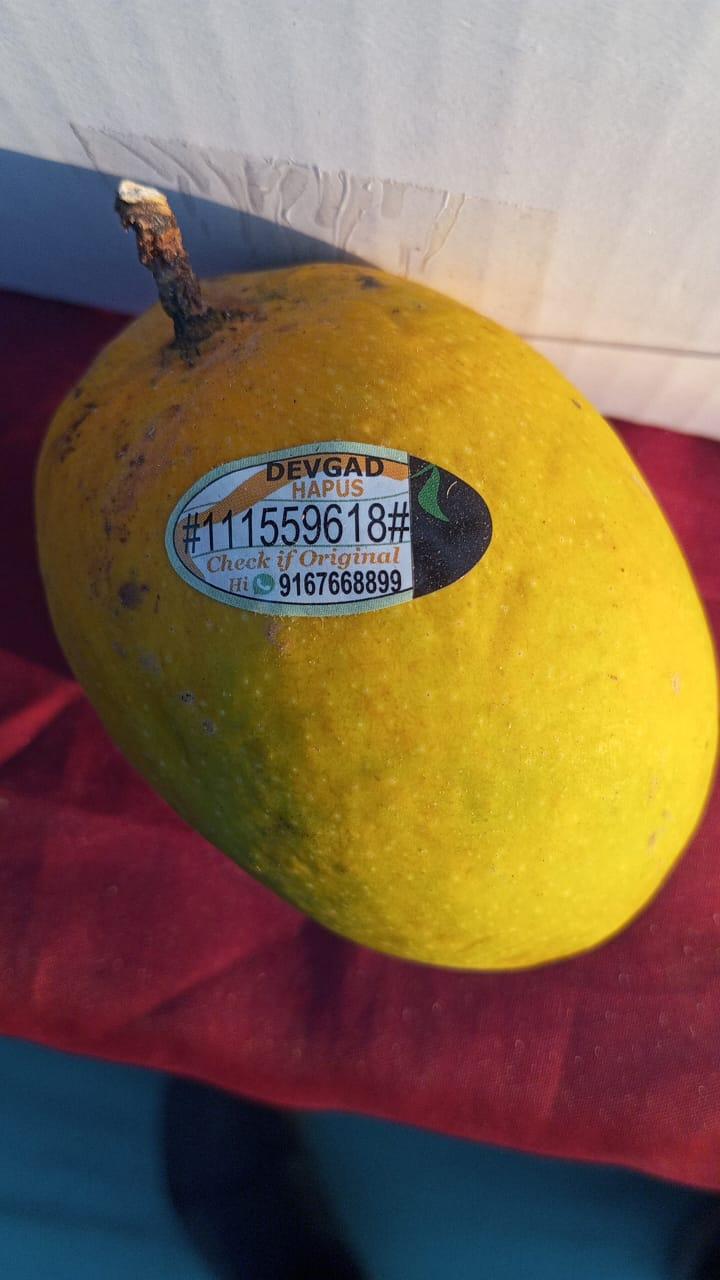 DEVGAD
HAPUS
#111559618#
Check if Original
Hi 9167668899